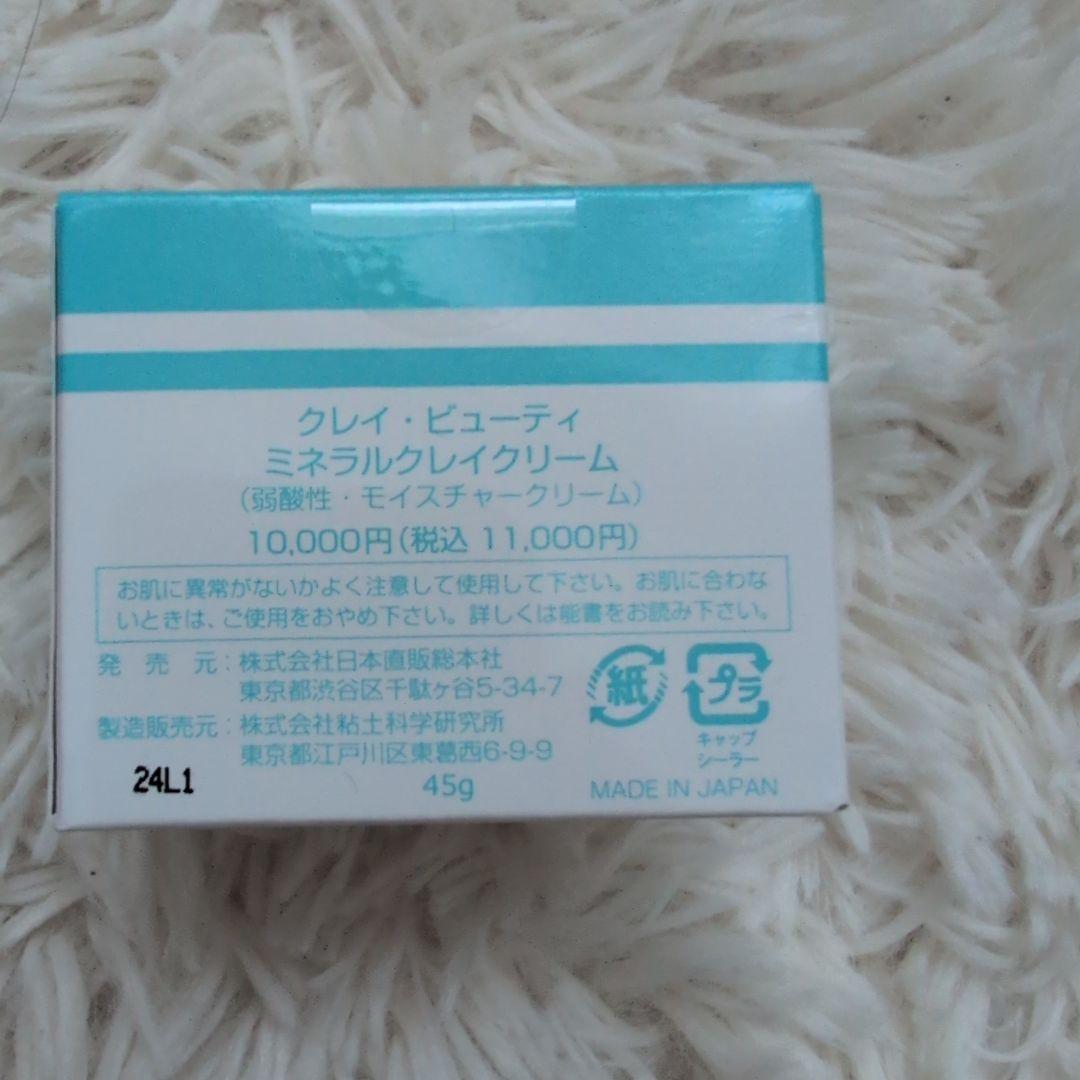 クレイ・ビューティ
ミネラルクレイクリーム
(弱酸性・モイスチャークリーム)
10,000円(税込 11,000円)
お肌に異常がないかよく注意して使用して下さい。お肌に合わな
いときは、ご使用をおやめ下さい。詳しくは能書をお読み下さい。
発売元:株式会社日本直販総本社
東京都渋谷区千駄ヶ谷5-34-7
製造販売元:株式会社粘土科学研究所
東京都江戸川区東葛西6-9-9
紙
プラ
キャップ
シーラー
24L1
45g
MADE IN JAPAN